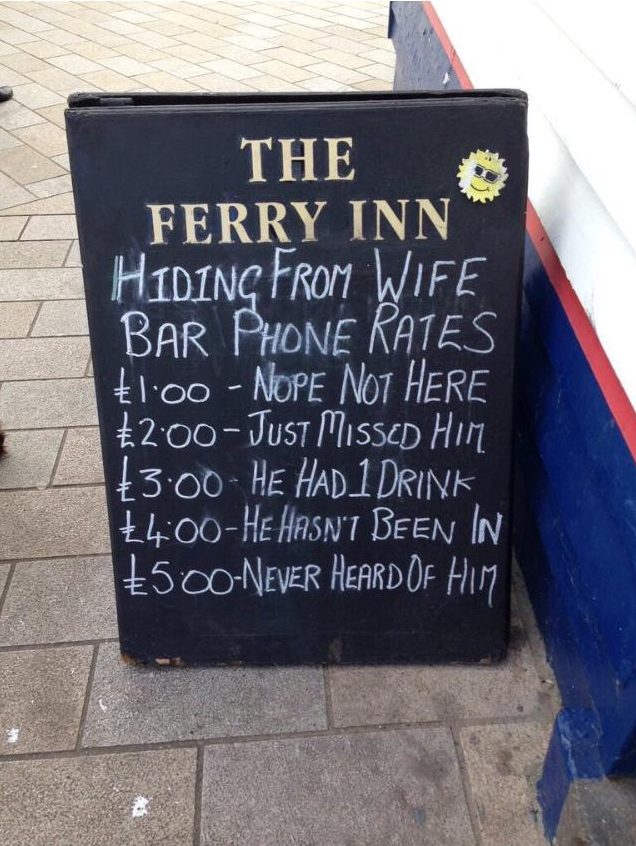 THE
FERRY INN
HIDING FROM WIFE
BAR PHONE RATES
£1·00 - NOPE NOT HERE
£2·00 - JUST MISSED HIM
£3·00 - HE HAD 1 DRINK
£4·00 - HE HASN'T BEEN IN
£5·00 - NEVER HEARD OF HIM